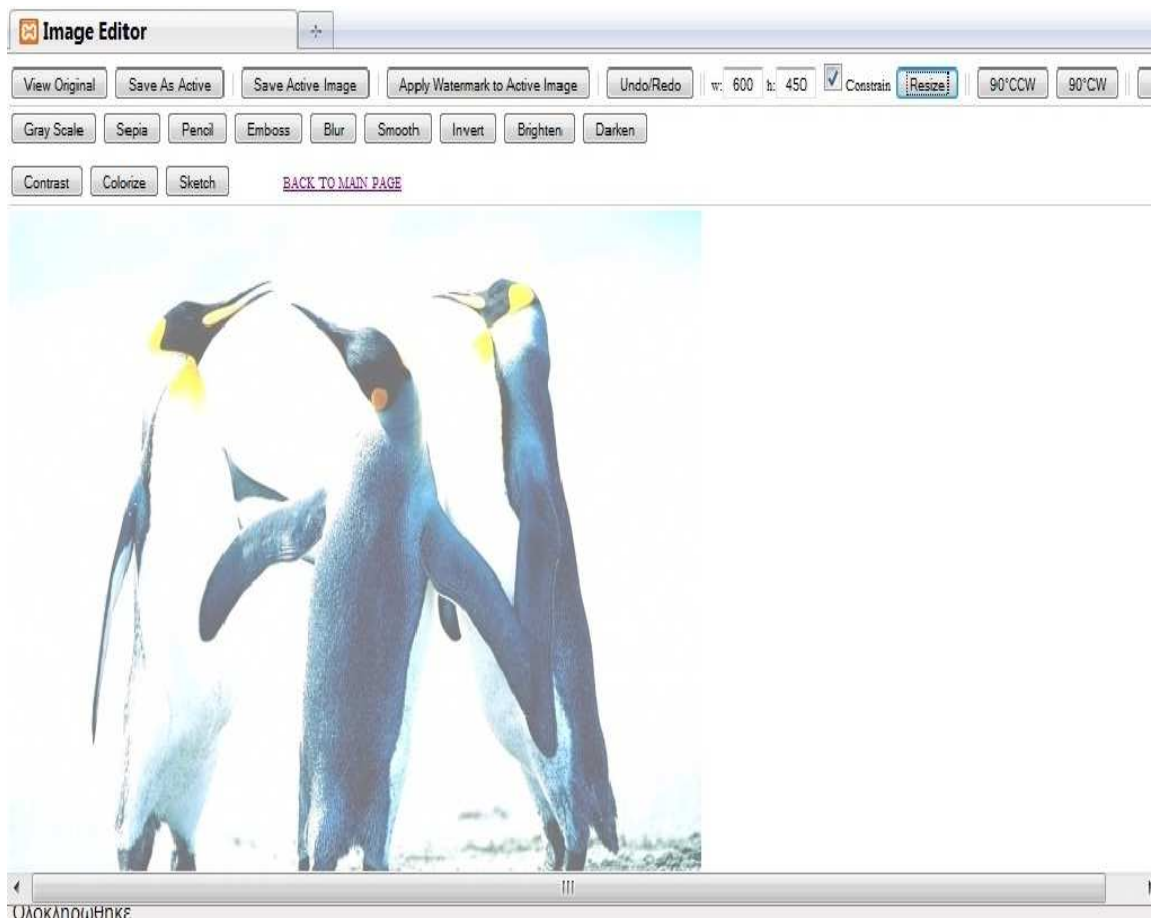 Image Editor
View Original Save As Active Save Active Image Apply Watermark to Active Image Undo/Redo w: 600 h: 450 Constrain Resize 90°CCW 90°CW
Gray Scale Sepia Pencil Emboss Blur Smooth Invert Brighten Darken
Contrast Colorize Sketch BACK TO MAIN PAGE
Ολοκληρώθηκε